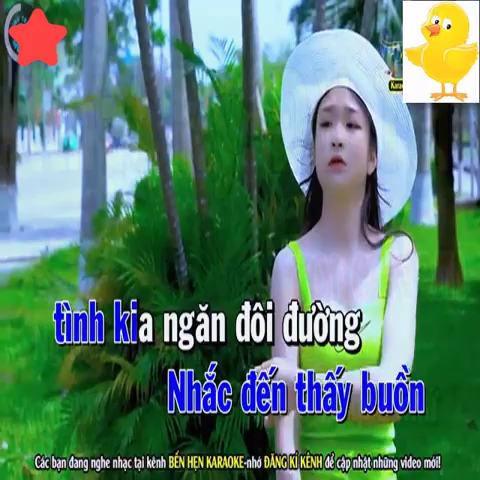 tình kia ngăn đôi đường
Nhắc đến thấy buồn
Các bạn đang nghe nhạc tại kênh BẾN HẸN KARAOKE-nhớ ĐĂNG KÍ KÊNH để cập nhật những video mới!